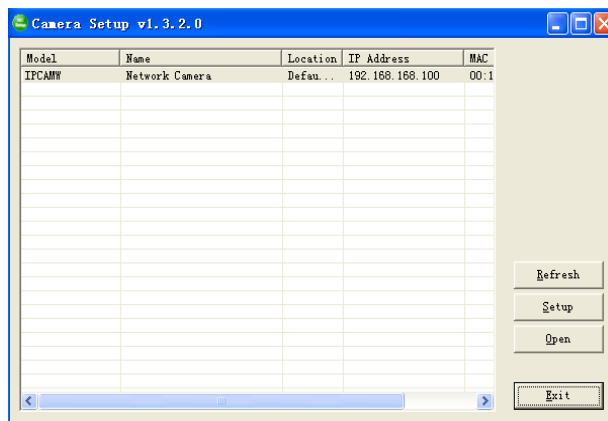 Camera Setup v1.3.2.0
Model Name Location IP Address MAC
IPCAMW Network Camera Defau... 192.168.168.100 00:1
Refresh
Setup
Open
Exit